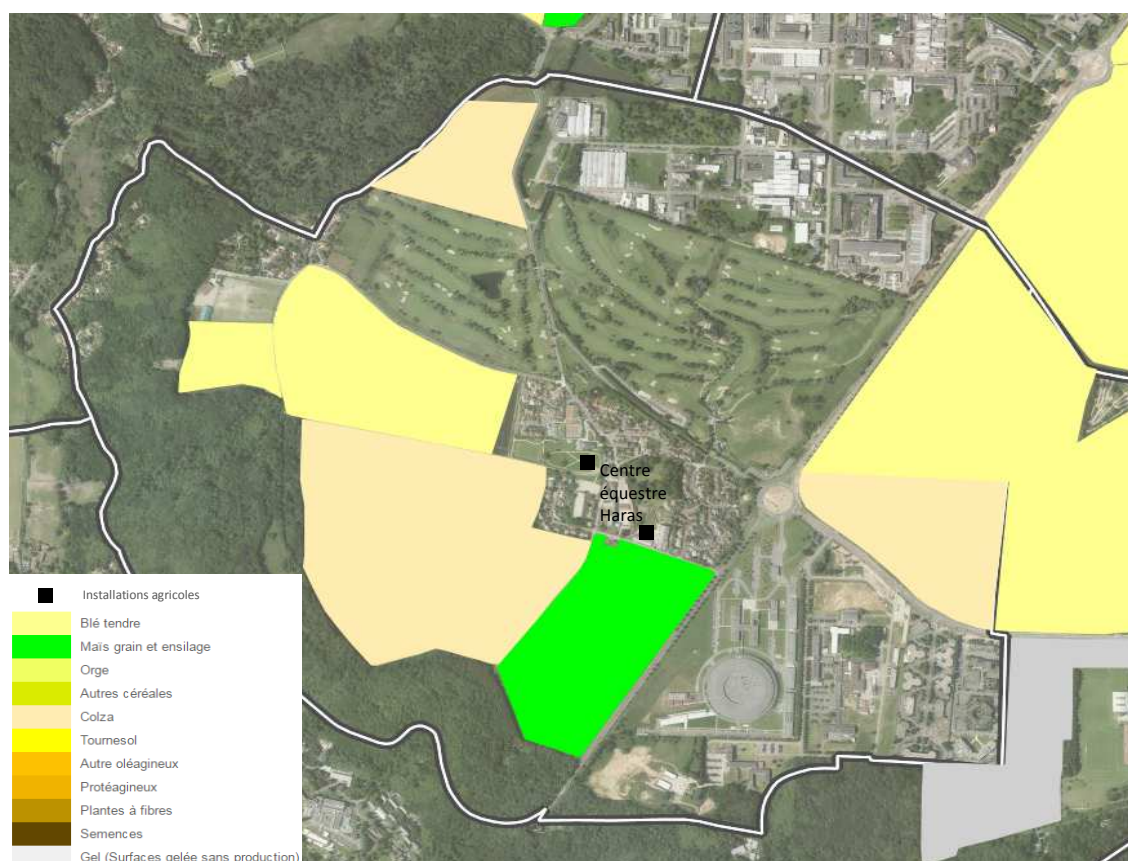 Centre
équestre
Haras
Installations agricoles
Blé tendre
Maïs grain et ensilage
Orge
Autres céréales
Colza
Tournesol
Autre oléagineux
Protéagineux
Plantes à fibres
Semences
Gel (Surfaces gelée sans production)